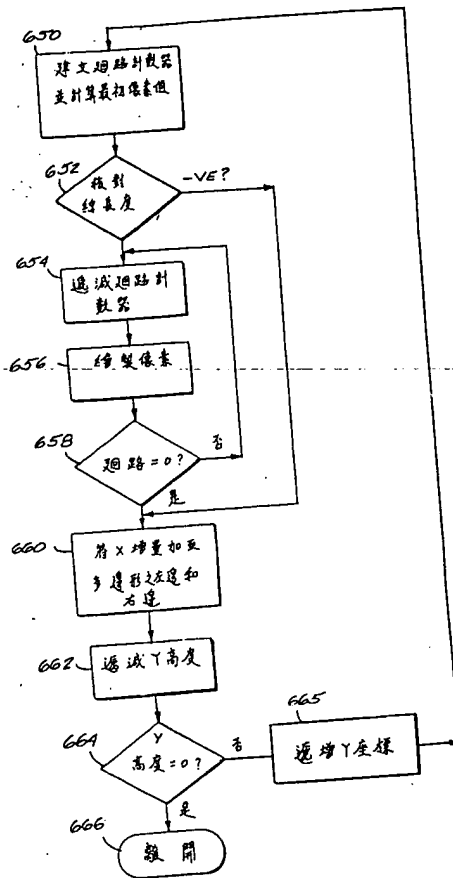 650
建立迴路計數器
並計算最初像素值
652
核對
線長度
-VE?
654
遞減迴路計
數器
656
繪製像素
658
迴路=0?
否
是
660
將X增量加至
多邊形之左邊和
右邊
662
遞減Y高度
664
Y
高度=0?
否
665
遞增Y座標
是
666
離開